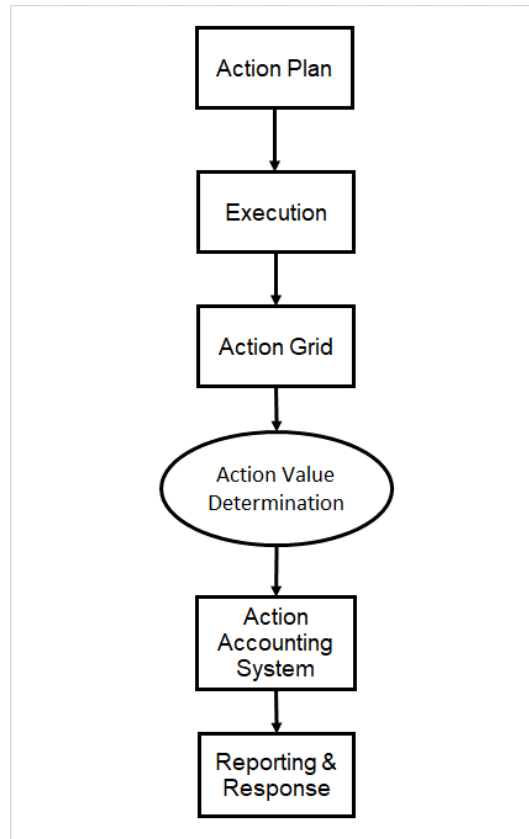 Action Plan
Execution
Action Grid
Action Value
Determination
Action
Accounting
System
Reporting &
Response